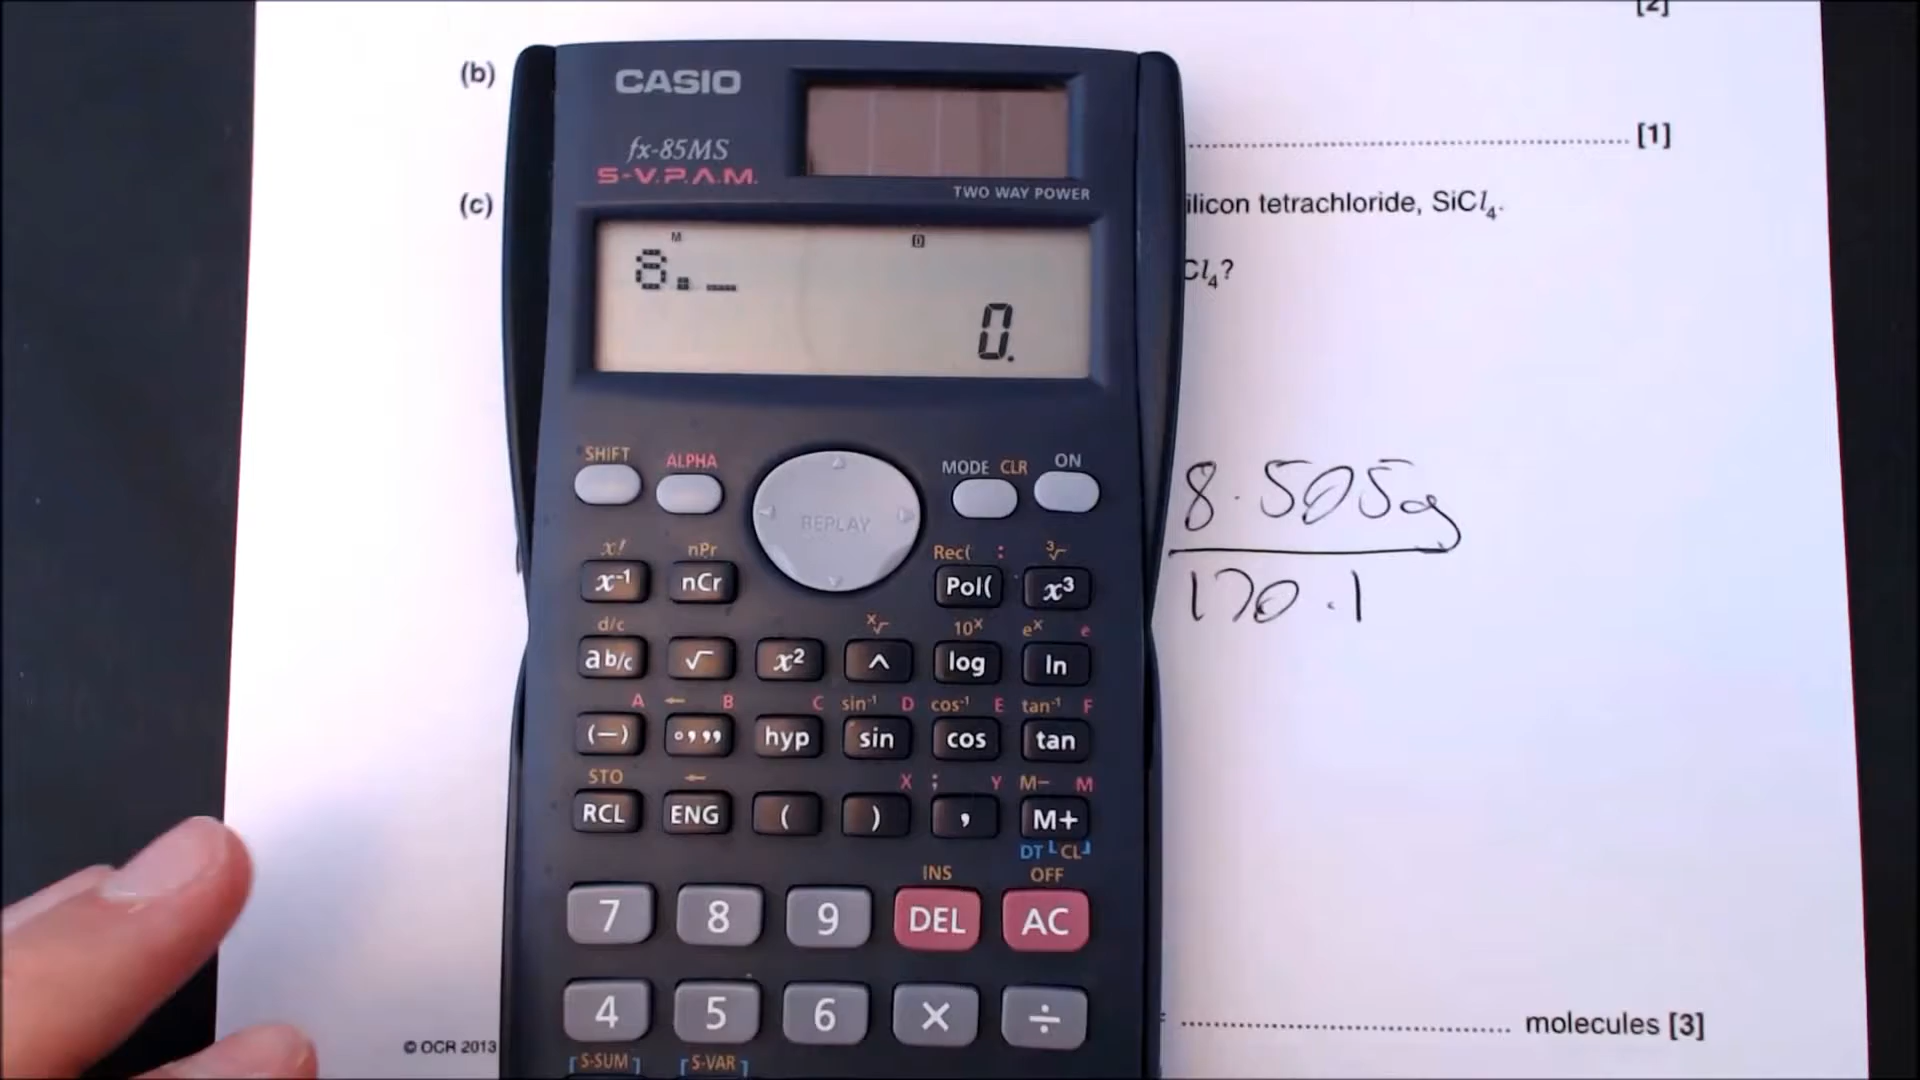 [2]
(b)
CASIO
fx-85MS
[1]
S-V.P.A.M.
TWO WAY POWER
(c)
ilicon tetrachloride, SiCl4.
M D
8._
Cl4?
0.
SHIFT ALPHA MODE CLR ON
REPLAY
8.505g
170.1
x! nPr Rec( : ³√
x⁻¹ nCr Pol( x³
d/c ˣ√ 10ˣ eˣ e
a b/c √ x² ^ log ln
A ← B C sin⁻¹ D cos⁻¹ E tan⁻¹ F
(−) °,,, hyp sin cos tan
STO ← X ; Y M− M
RCL ENG ( ) , M+
DT CL
INS OFF
7 8 9 DEL AC
4 5 6 × ÷
molecules [3]
© OCR 2013
S-SUM S-VAR